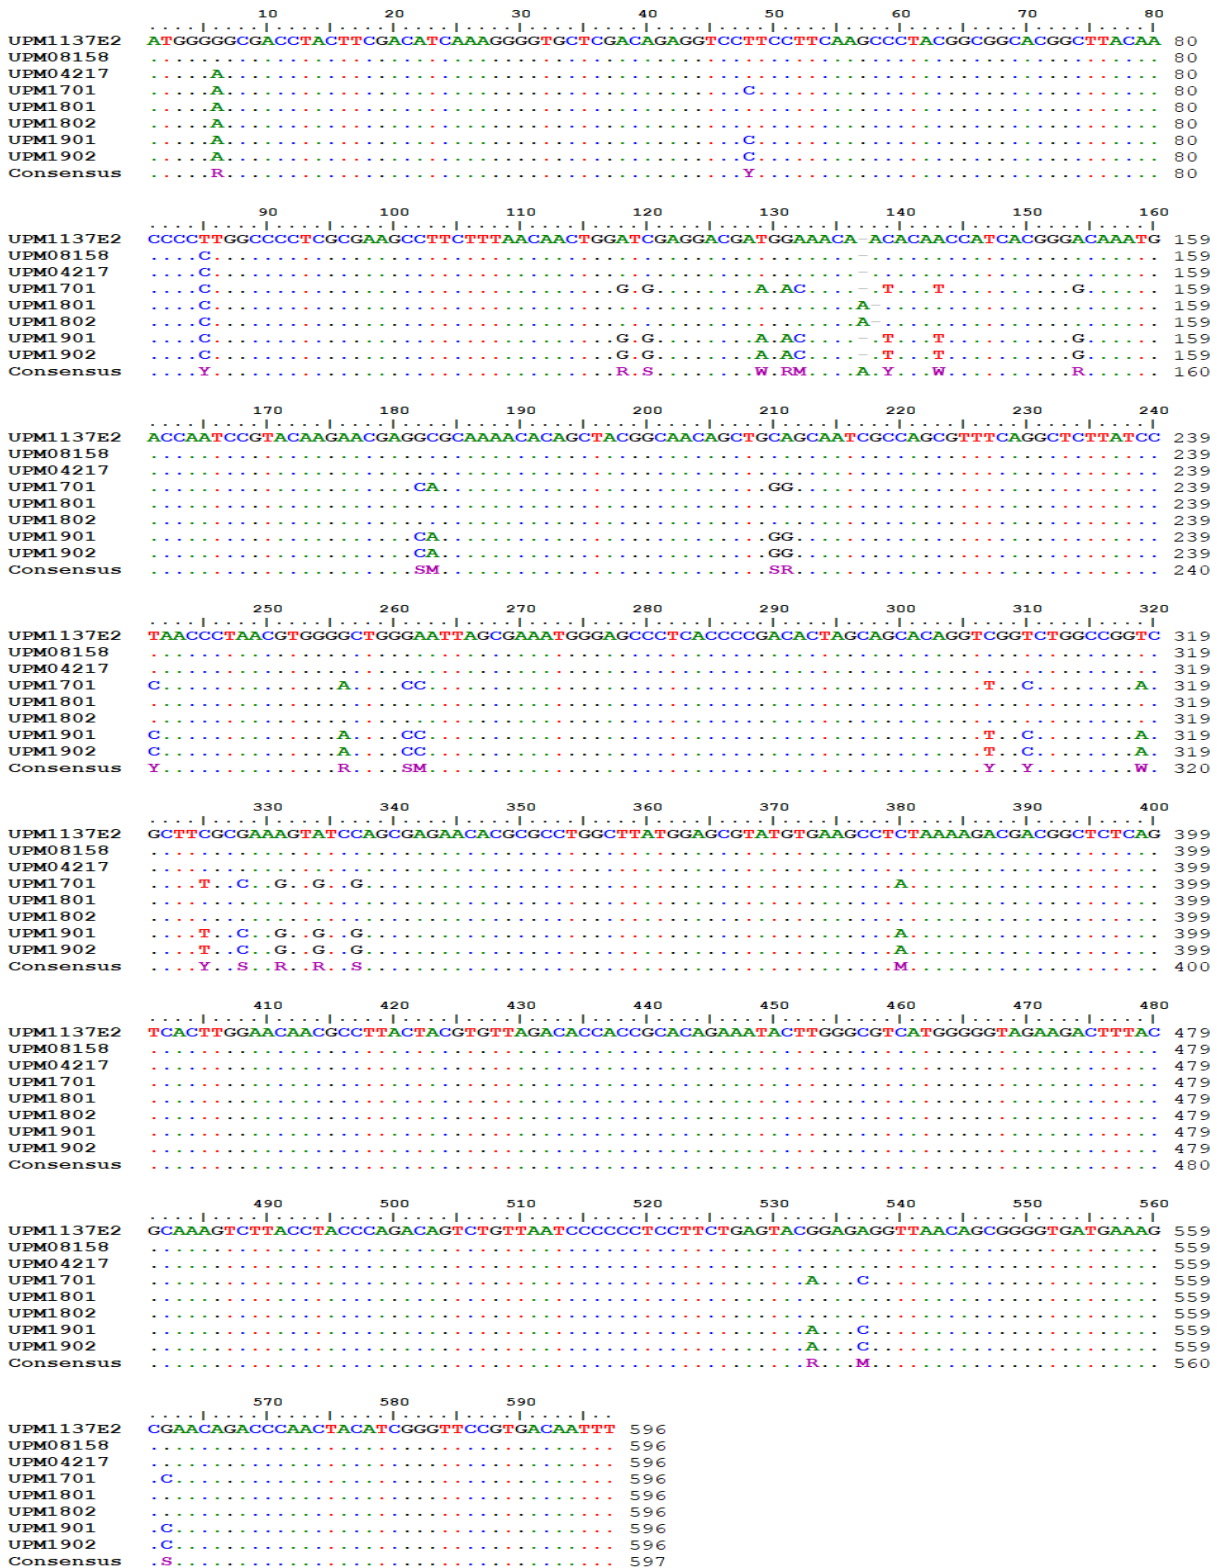 10 20 30 40 50 60 70 80
....|....|....|....|....|....|....|....|....|....|....|....|....|....|....|....|
UPM1137E2 ATGGGGGCGACCTACTTCGACATCAAAGGGGTGCTCGACAGAGGTCCTTCCTTCAAGCCCTACGGCGGCACGGCTTACAA 80
UPM08158 ................................................................................ 80
UPM04217 .....A.......................................................................... 80
UPM1701 .....A.........................................C................................ 80
UPM1801 .....A.......................................................................... 80
UPM1802 .....A.......................................................................... 80
UPM1901 .....A.........................................C................................ 80
UPM1902 .....A.........................................C................................ 80
Consensus .....R.........................................Y................................ 80
90 100 110 120 130 140 150 160
....|....|....|....|....|....|....|....|....|....|....|....|....|....|....|....|
UPM1137E2 CCCCTTGGCCCCTCGCGAAGCCTTCTTTAACAACTGGATCGAGGACGATGGAAACA-ACACAACCATCACGGGACAAATG 159
UPM08158 ....C...................................................-....................... 159
UPM04217 ....C...................................................-....................... 159
UPM1701 ....C................................G.G........A.AC....-.T...T..........G...... 159
UPM1801 ....C...................................................A-...................... 159
UPM1802 ....C...................................................A-...................... 159
UPM1901 ....C................................G.G........A.AC....-.T...T..........G...... 159
UPM1902 ....C................................G.G........A.AC....-.T...T..........G...... 159
Consensus ....Y................................R.S........W.RM....A.Y...W..........R...... 160
170 180 190 200 210 220 230 240
....|....|....|....|....|....|....|....|....|....|....|....|....|....|....|....|
UPM1137E2 ACCAATCCGTACAAGAACGAGGCGCAAAACACAGCTACGGCAACAGCTGCAGCAATCGCCAGCGTTTCAGGCTCTTATCC 239
UPM08158 ................................................................................ 239
UPM04217 ................................................................................ 239
UPM1701 .....................CA..........................GG............................. 239
UPM1801 ................................................................................ 239
UPM1802 ................................................................................ 239
UPM1901 .....................CA..........................GG............................. 239
UPM1902 .....................CA..........................GG............................. 239
Consensus .....................SM..........................SR............................. 240
250 260 270 280 290 300 310 320
....|....|....|....|....|....|....|....|....|....|....|....|....|....|....|....|
UPM1137E2 TAACCCTAACGTGGGGCTGGGAATTAGCGAAATGGGAGCCCTCACCCCGACACTAGCAGCACAGGTCGGTCTGGCCGGTC 319
UPM08158 ................................................................................ 319
UPM04217 ................................................................................ 319
UPM1701 C..............A....CC............................................T..C........A. 319
UPM1801 ................................................................................ 319
UPM1802 ................................................................................ 319
UPM1901 C..............A....CC............................................T..C........A. 319
UPM1902 C..............A....CC............................................T..C........A. 319
Consensus Y..............R....SM............................................Y..Y........W. 320
330 340 350 360 370 380 390 400
....|....|....|....|....|....|....|....|....|....|....|....|....|....|....|....|
UPM1137E2 GCTTCGCGAAAGTATCCAGCGAGAACACGCGCCTGGCTTATGGAGCGTATGTGAAGCCTCTAAAAGACGACGGCTCTCAG 399
UPM08158 ................................................................................ 399
UPM04217 ................................................................................ 399
UPM1701 ....T..C..G..G..G..........................................A.................... 399
UPM1801 ................................................................................ 399
UPM1802 ................................................................................ 399
UPM1901 ....T..C..G..G..G..........................................A.................... 399
UPM1902 ....T..C..G..G..G..........................................A.................... 399
Consensus ....Y..S..R..R..S..........................................M.................... 400
410 420 430 440 450 460 470 480
....|....|....|....|....|....|....|....|....|....|....|....|....|....|....|....|
UPM1137E2 TCACTTGGAACAACGCCTTACTACGTGTTAGACACCACCGCACAGAAATACTTGGGCGTCATGGGGGTAGAAGACTTTAC 479
UPM08158 ................................................................................ 479
UPM04217 ................................................................................ 479
UPM1701 ................................................................................ 479
UPM1801 ................................................................................ 479
UPM1802 ................................................................................ 479
UPM1901 ................................................................................ 479
UPM1902 ................................................................................ 479
Consensus ................................................................................ 480
490 500 510 520 530 540 550 560
....|....|....|....|....|....|....|....|....|....|....|....|....|....|....|....|
UPM1137E2 GCAAAGTCTTACCTACCCAGACAGTCTGTTAATCCCCCCTCCTTCTGAGTACGGAGAGGTTAACAGCGGGGTGATGAAAG 559
UPM08158 ................................................................................ 559
UPM04217 ................................................................................ 559
UPM1701 ....................................................A...C....................... 559
UPM1801 ................................................................................ 559
UPM1802 ................................................................................ 559
UPM1901 ....................................................A...C....................... 559
UPM1902 ....................................................A...C....................... 559
Consensus ....................................................R...M....................... 560
570 580 590
....|....|....|....|....|....|....|..
UPM1137E2 CGAACAGACCCAACTACATCGGGTTCCGTGACAATTT 596
UPM08158 ..................................... 596
UPM04217 ..................................... 596
UPM1701 .C................................... 596
UPM1801 ..................................... 596
UPM1802 ..................................... 596
UPM1901 .C................................... 596
UPM1902 .C................................... 596
Consensus .S................................... 597